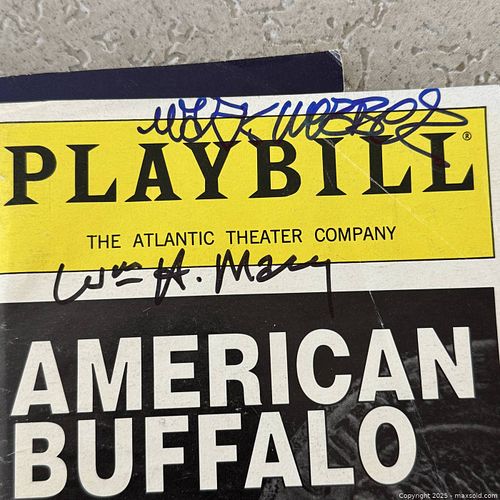 PLAYBILL®
THE ATLANTIC THEATER COMPANY
Wm H. Macy
AMERICAN
BUFFALO
Copyright 2025 - maxsold.com